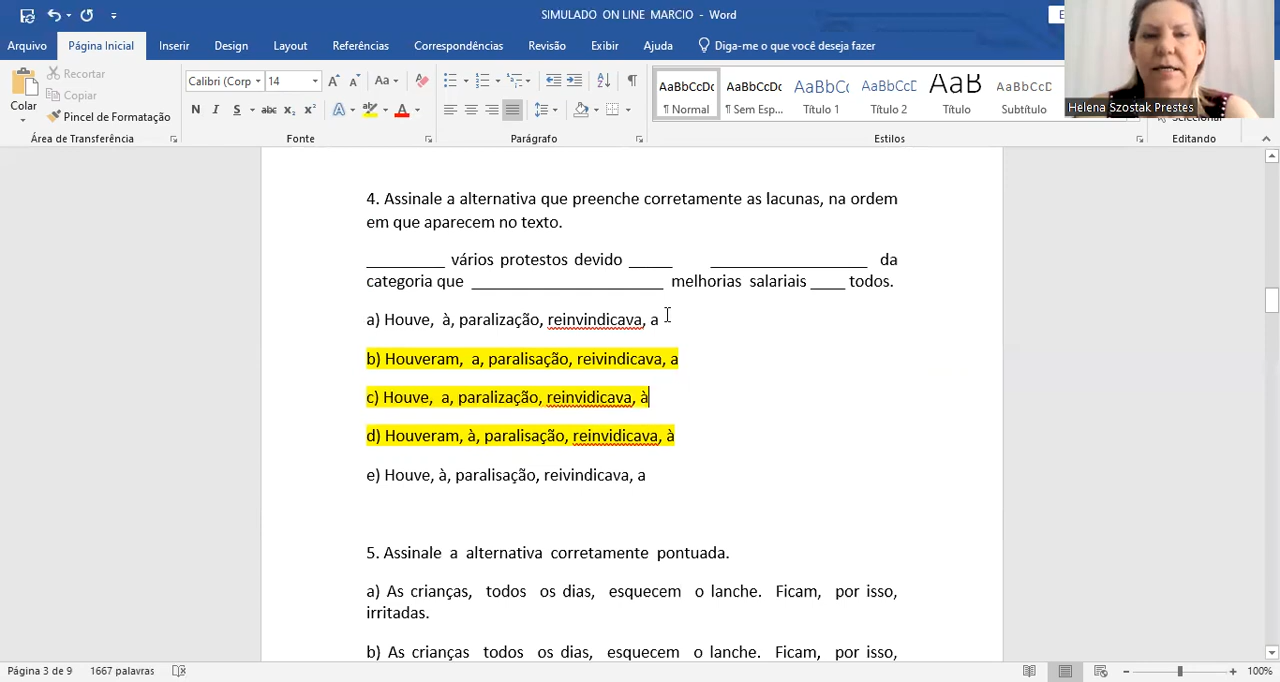 SIMULADO ON LINE MARCIO - Word
Arquivo Página Inicial Inserir Design Layout Referências Correspondências Revisão Exibir Ajuda Diga-me o que você deseja fazer
Colar
Recortar
Copiar
Pincel de Formatação
Área de Transferência
Calibri (Corp 14
Fonte
Parágrafo
AaBbCcDc AaBbCcDc AaBbCc AaBbCcD AaB AaBbCcD
¶ Normal ¶ Sem Esp... Título 1 Título 2 Título Subtítulo
Estilos
Helena Szostak Prestes
Editando
4. Assinale a alternativa que preenche corretamente as lacunas, na ordem
em que aparecem no texto.
_________ vários protestos devido _____ __________________ da
categoria que ______________________ melhorias salariais ____ todos.
a) Houve, à, paralização, reinvindicava, a
b) Houveram, a, paralisação, reivindicava, a
c) Houve, a, paralização, reinvidicava, à
d) Houveram, à, paralisação, reinvidicava, à
e) Houve, à, paralisação, reivindicava, a
5. Assinale a alternativa corretamente pontuada.
a) As crianças, todos os dias, esquecem o lanche. Ficam, por isso,
irritadas.
b) As crianças todos os dias, esquecem o lanche. Ficam, por isso,
Página 3 de 9 1667 palavras 100%